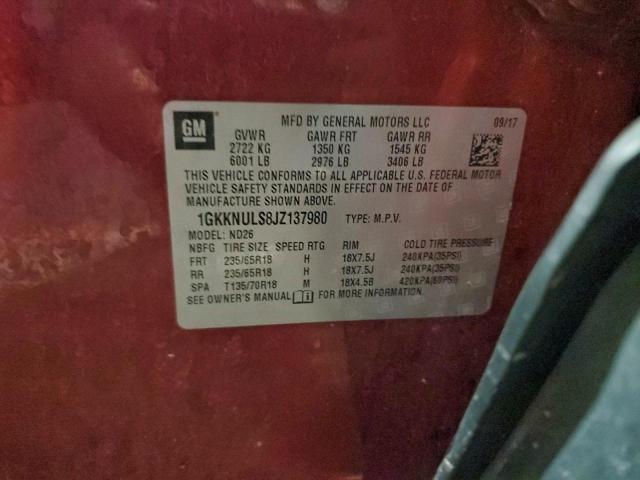 GM
MFD BY GENERAL MOTORS LLC 09/17
GVWR GAWR FRT GAWR RR
2722 KG 1350 KG 1545 KG
6001 LB 2976 LB 3406 LB
THIS VEHICLE CONFORMS TO ALL APPLICABLE U.S. FEDERAL MOTOR
VEHICLE SAFETY STANDARDS IN EFFECT ON THE DATE OF
MANUFACTURE SHOWN ABOVE.
1GKKNULS8JZ137980 TYPE: M.P.V.
MODEL: ND26
NBFG TIRE SIZE SPEED RTG RIM COLD TIRE PRESSURE
FRT 235/65R18 H 18X7.5J 240KPA(35PSI)
RR 235/65R18 H 18X7.5J 240KPA(35PSI)
SPA T135/70R18 M 18X4.5B 420KPA(60PSI)
SEE OWNER'S MANUAL FOR MORE INFORMATION.